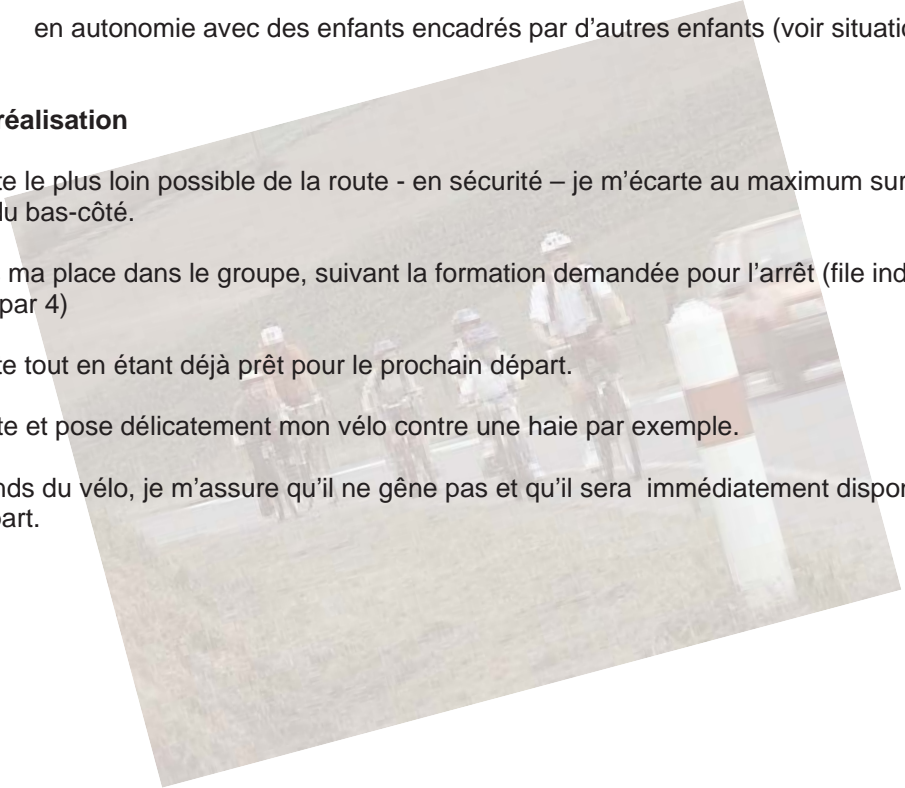 en autonomie avec des enfants encadrés par d'autres enfants (voir situatio
réalisation
te le plus loin possible de la route - en sécurité – je m'écarte au maximum sur
du bas-côté.
ma place dans le groupe, suivant la formation demandée pour l'arrêt (file ind
par 4)
te tout en étant déjà prêt pour le prochain départ.
te et pose délicatement mon vélo contre une haie par exemple.
nds du vélo, je m'assure qu'il ne gêne pas et qu'il sera  immédiatement dispon
part.